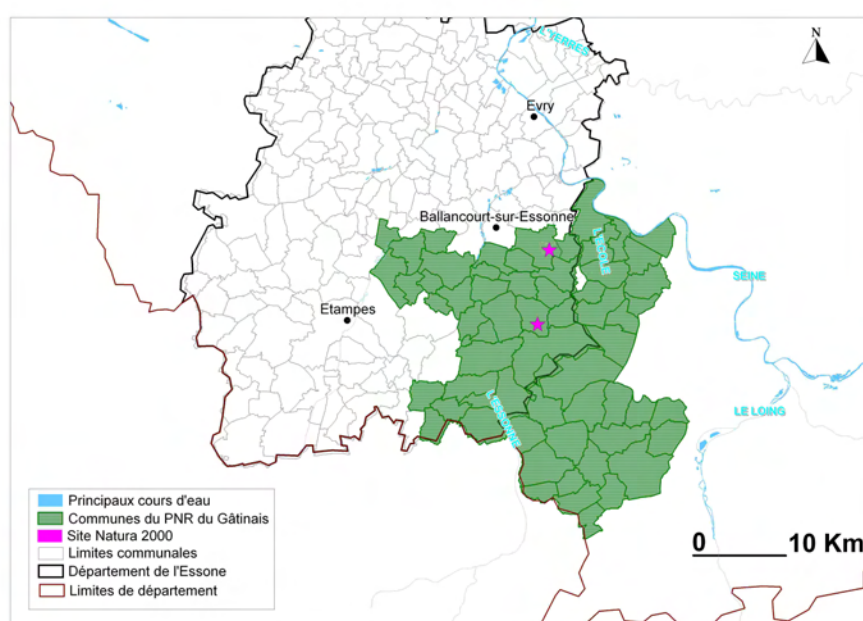 L'YERRES
N
Evry
Ballancourt-sur-Essonne
L'ECOLE
SEINE
Etampes
L'ESSONNE
LE LOING
Principaux cours d'eau
Communes du PNR du Gâtinais
Site Natura 2000
Limites communales
Département de l'Essone
Limites de département
0 10 Km